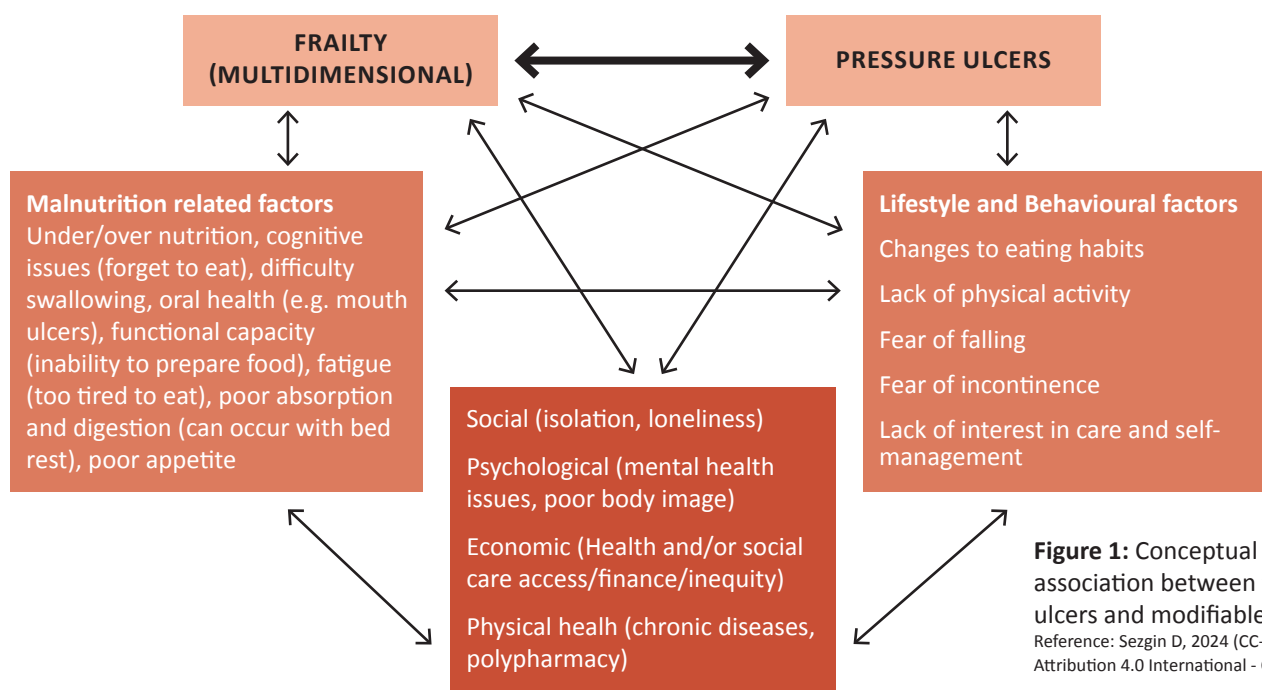 FRAILTY
(MULTIDIMENSIONAL)
PRESSURE ULCERS
Malnutrition related factors
Under/over nutrition, cognitive
issues (forget to eat), difficulty
swallowing, oral health (e.g. mouth
ulcers), functional capacity
(inability to prepare food), fatigue
(too tired to eat), poor absorption
and digestion (can occur with bed
rest), poor appetite
Lifestyle and Behavioural factors
Changes to eating habits
Lack of physical activity
Fear of falling
Fear of incontinence
Lack of interest in care and self-
management
Social (isolation, loneliness)
Psychological (mental health
issues, poor body image)
Economic (Health and/or social
care access/finance/inequity)
Physical healh (chronic diseases,
polypharmacy)
Figure 1: Conceptual
association between
ulcers and modifiable
Reference: Sezgin D, 2024 (CC-
Attribution 4.0 International -